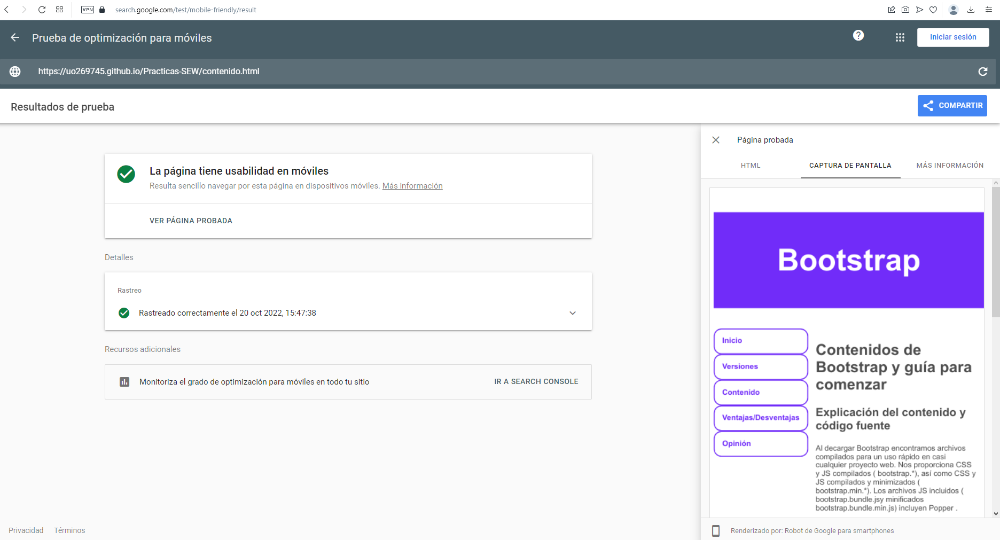 VPN
search.google.com/test/mobile-friendly/result
Prueba de optimización para móviles
?
Iniciar sesión
https://uo269745.github.io/Practicas-SEW/contenido.html
Resultados de prueba
COMPARTIR
La página tiene usabilidad en móviles
Resulta sencillo navegar por esta página en dispositivos móviles. Más información
VER PÁGINA PROBADA
Detalles
Rastreo
Rastreado correctamente el 20 oct 2022, 15:47:38
Recursos adicionales
Monitoriza el grado de optimización para móviles en todo tu sitio
IR A SEARCH CONSOLE
Privacidad Términos
Página probada
HTML CAPTURA DE PANTALLA MÁS INFORMACIÓN
Bootstrap
Inicio
Versiones
Contenido
Ventajas/Desventajas
Opinión
Contenidos de
Bootstrap y guía para
comenzar
Explicación del contenido y
código fuente
Al decargar Bootstrap encontramos archivos
compilados para un uso rápido en casi
cualquier proyecto web. Nos proporciona CSS
y JS compilados ( bootstrap.*), así como CSS y
JS compilados y minimizados (
bootstrap.min.*). Los archivos JS incluidos (
bootstrap.bundle.jsy minificados
bootstrap.bundle.min.js) incluyen Popper .
Renderizado por: Robot de Google para smartphones